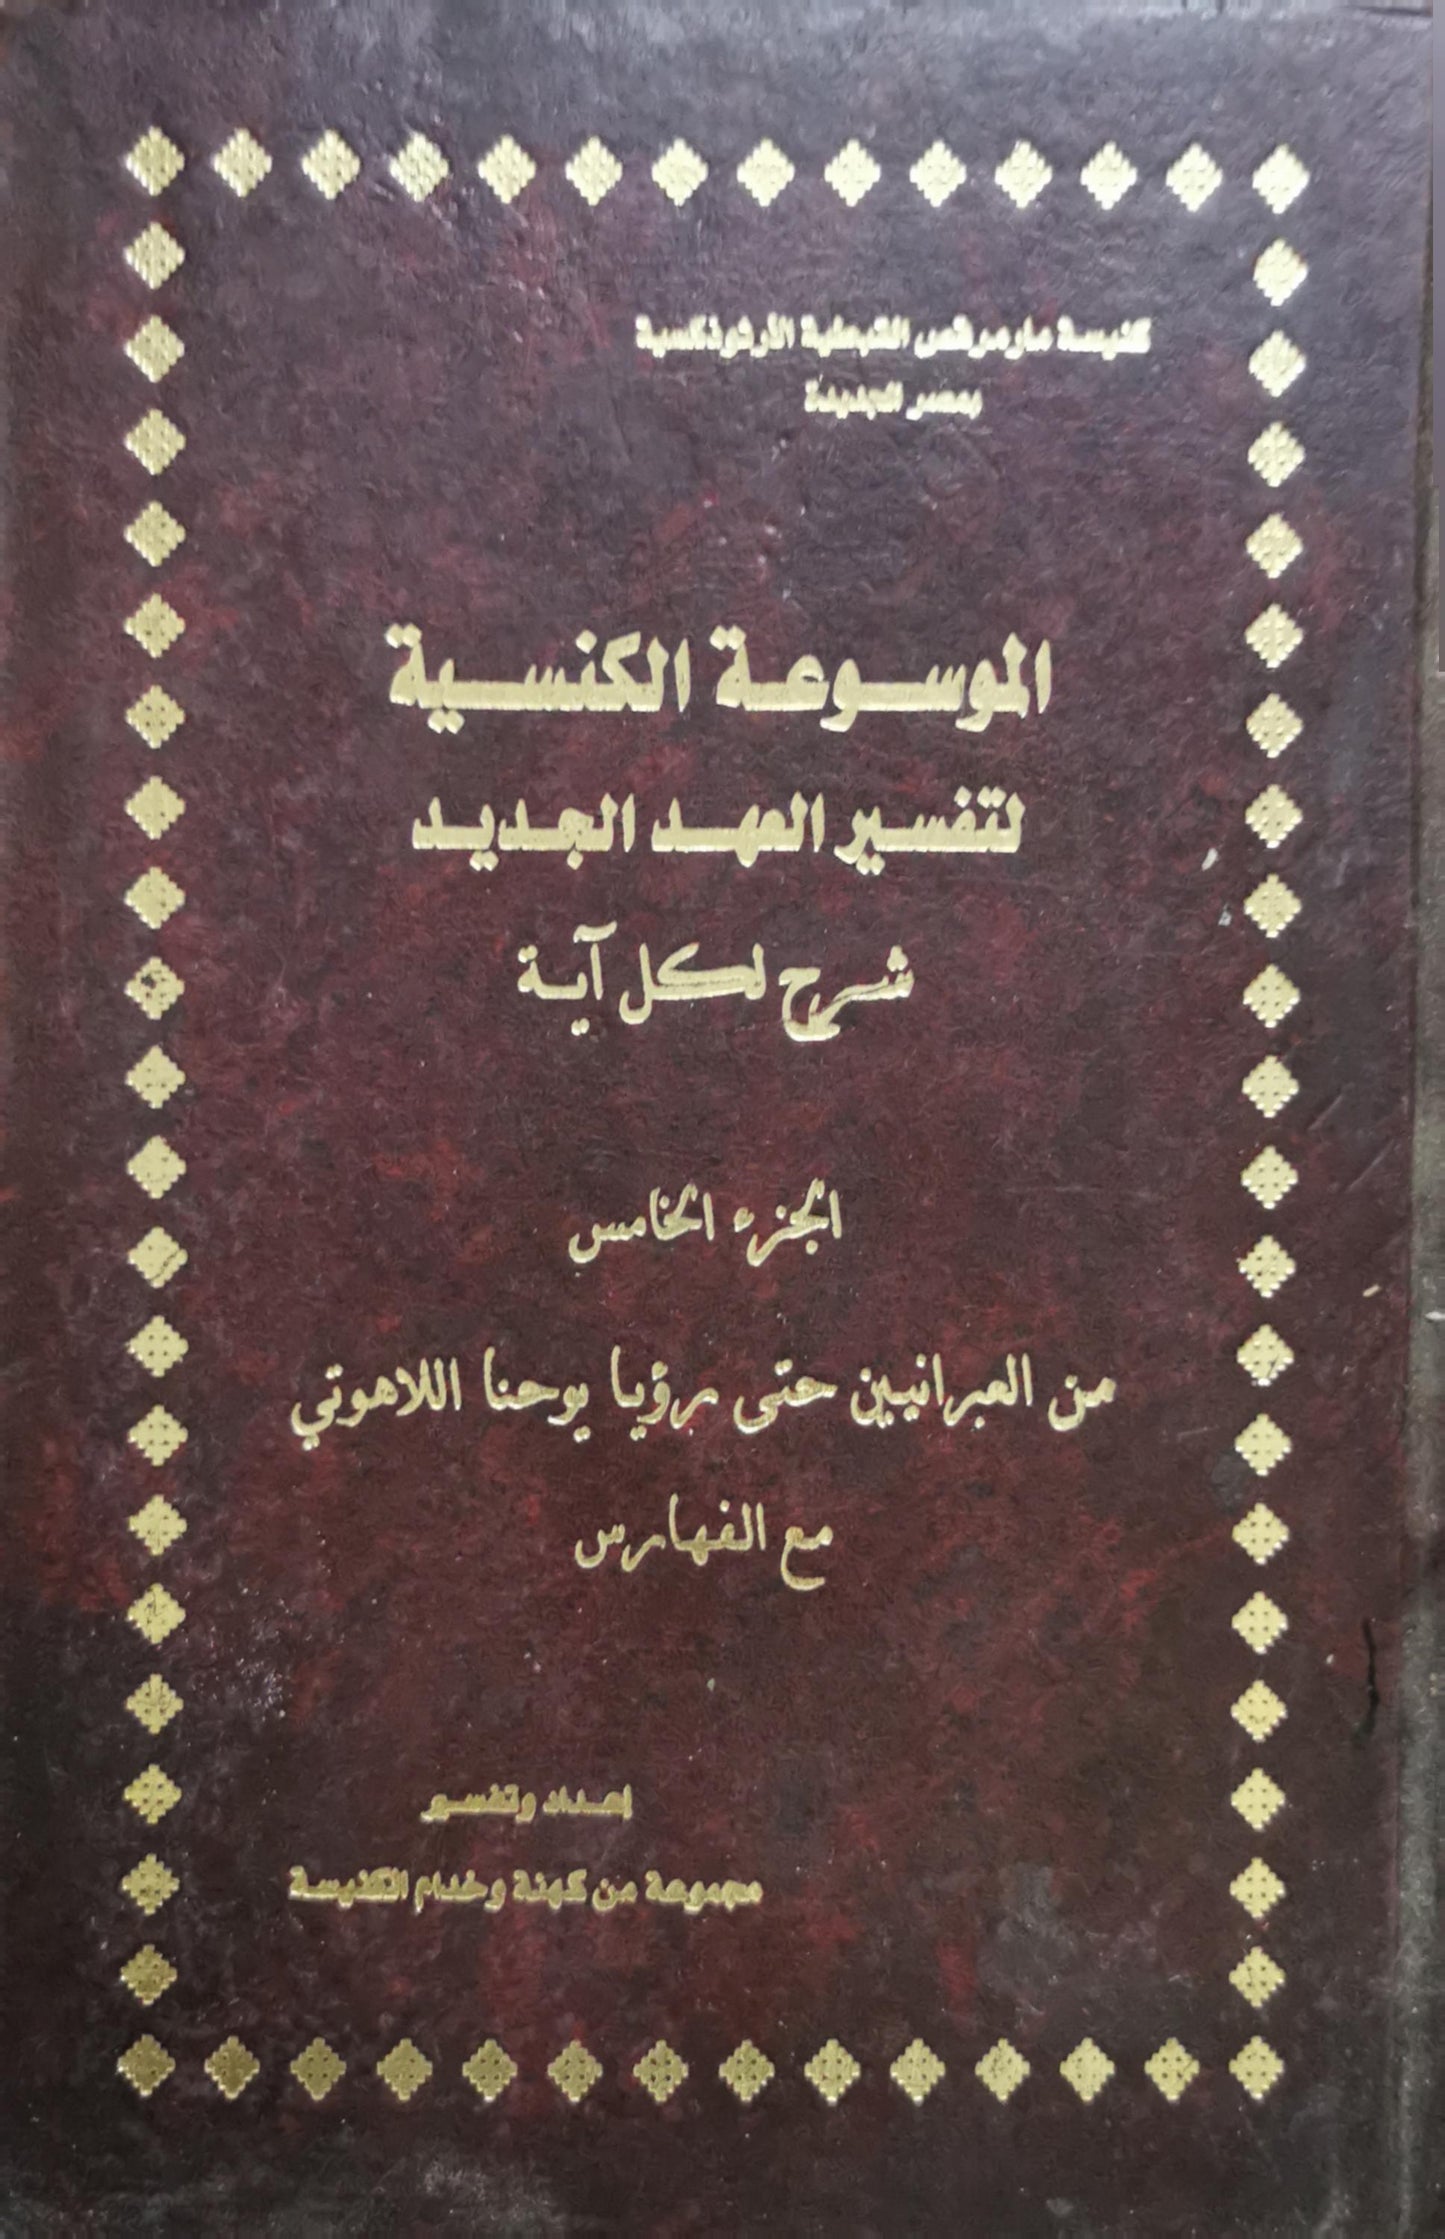 كنيسة مارمرقس القبطية الأرثوذكسية
بمصر الجديدة
الموسوعة الكنسية
لتفسير العهد الجديد
شرح لكل آية
الجزء الخامس
من العبرانيين حتى رؤيا يوحنا اللاهوتي
مع الفهارس
إعداد وتفسير
مجموعة من كهنة وخدام الكنيسة